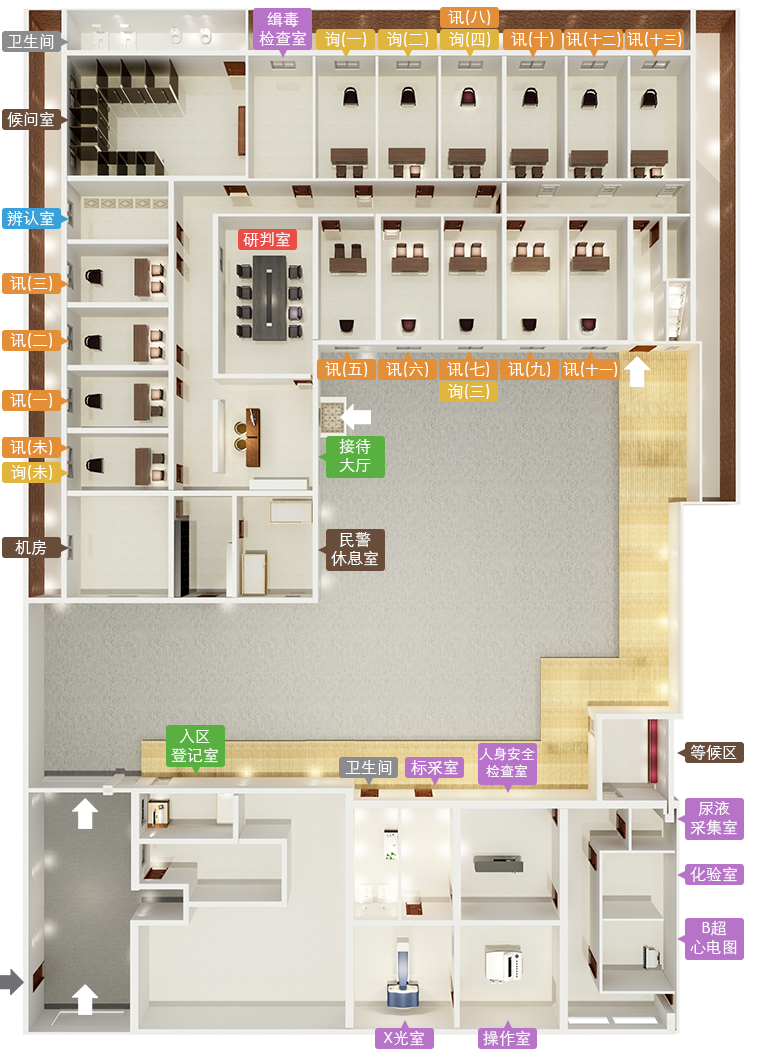 讯(八)
缉毒
检查室
卫生间
询(一)
询(二)
询(四)
讯(十)
讯(十二)
讯(十三)
候问室
辨认室
研判室
讯(三)
讯(二)
讯(五)
讯(六)
讯(七)
讯(九)
讯(十一)
询(三)
讯(一)
讯(未)
询(未)
接待
大厅
机房
民警
休息室
入区
登记室
卫生间
标采室
人身安全
检查室
等候区
尿液
采集室
化验室
B超
心电图
X光室
操作室